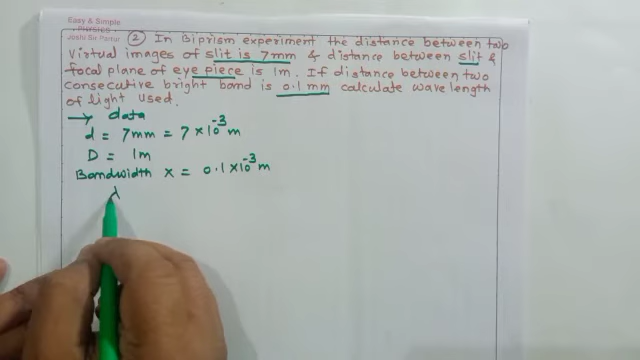 Easy & Simple
PHYSICS
Joshi Sir Parner
② In Biprism experiment the distance between two
virtual images of slit is 7mm & distance between slit &
focal plane of eye piece is 1m. If distance between two
consecutive bright band is 0.1mm calculate wave length
of light used.
→ data
d = 7mm = 7 × 10⁻³ m
D = 1m
Bandwidth x = 0.1 × 10⁻³ m
λ